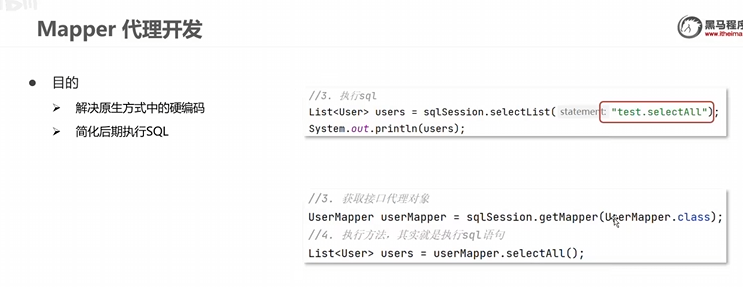 Mapper 代理开发
黑马程序
www.itheima
目的
解决原生方式中的硬编码
简化后期执行SQL
//3. 执行sql
List<User> users = sqlSession.selectList( statement: "test.selectAll");
System.out.println(users);
//3. 获取接口代理对象
UserMapper userMapper = sqlSession.getMapper(UserMapper.class);
//4. 执行方法，其实就是执行sql语句
List<User> users = userMapper.selectAll();